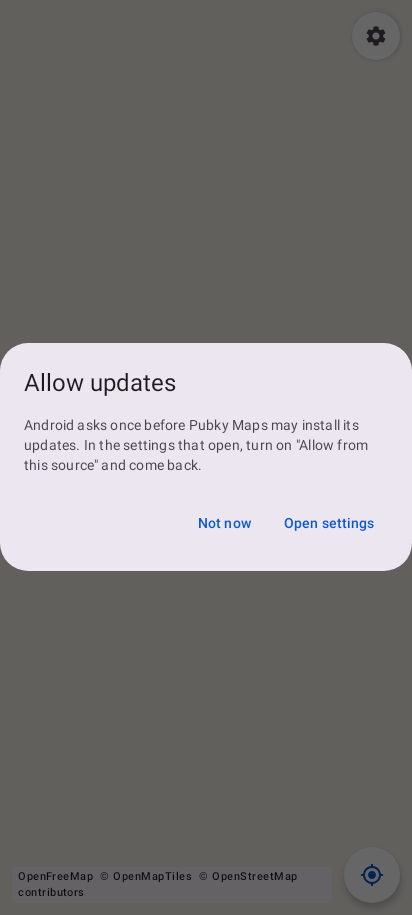 Allow updates
Android asks once before Pubky Maps may install its
updates. In the settings that open, turn on "Allow from
this source" and come back.
Not now
Open settings
OpenFreeMap © OpenMapTiles © OpenStreetMap
contributors